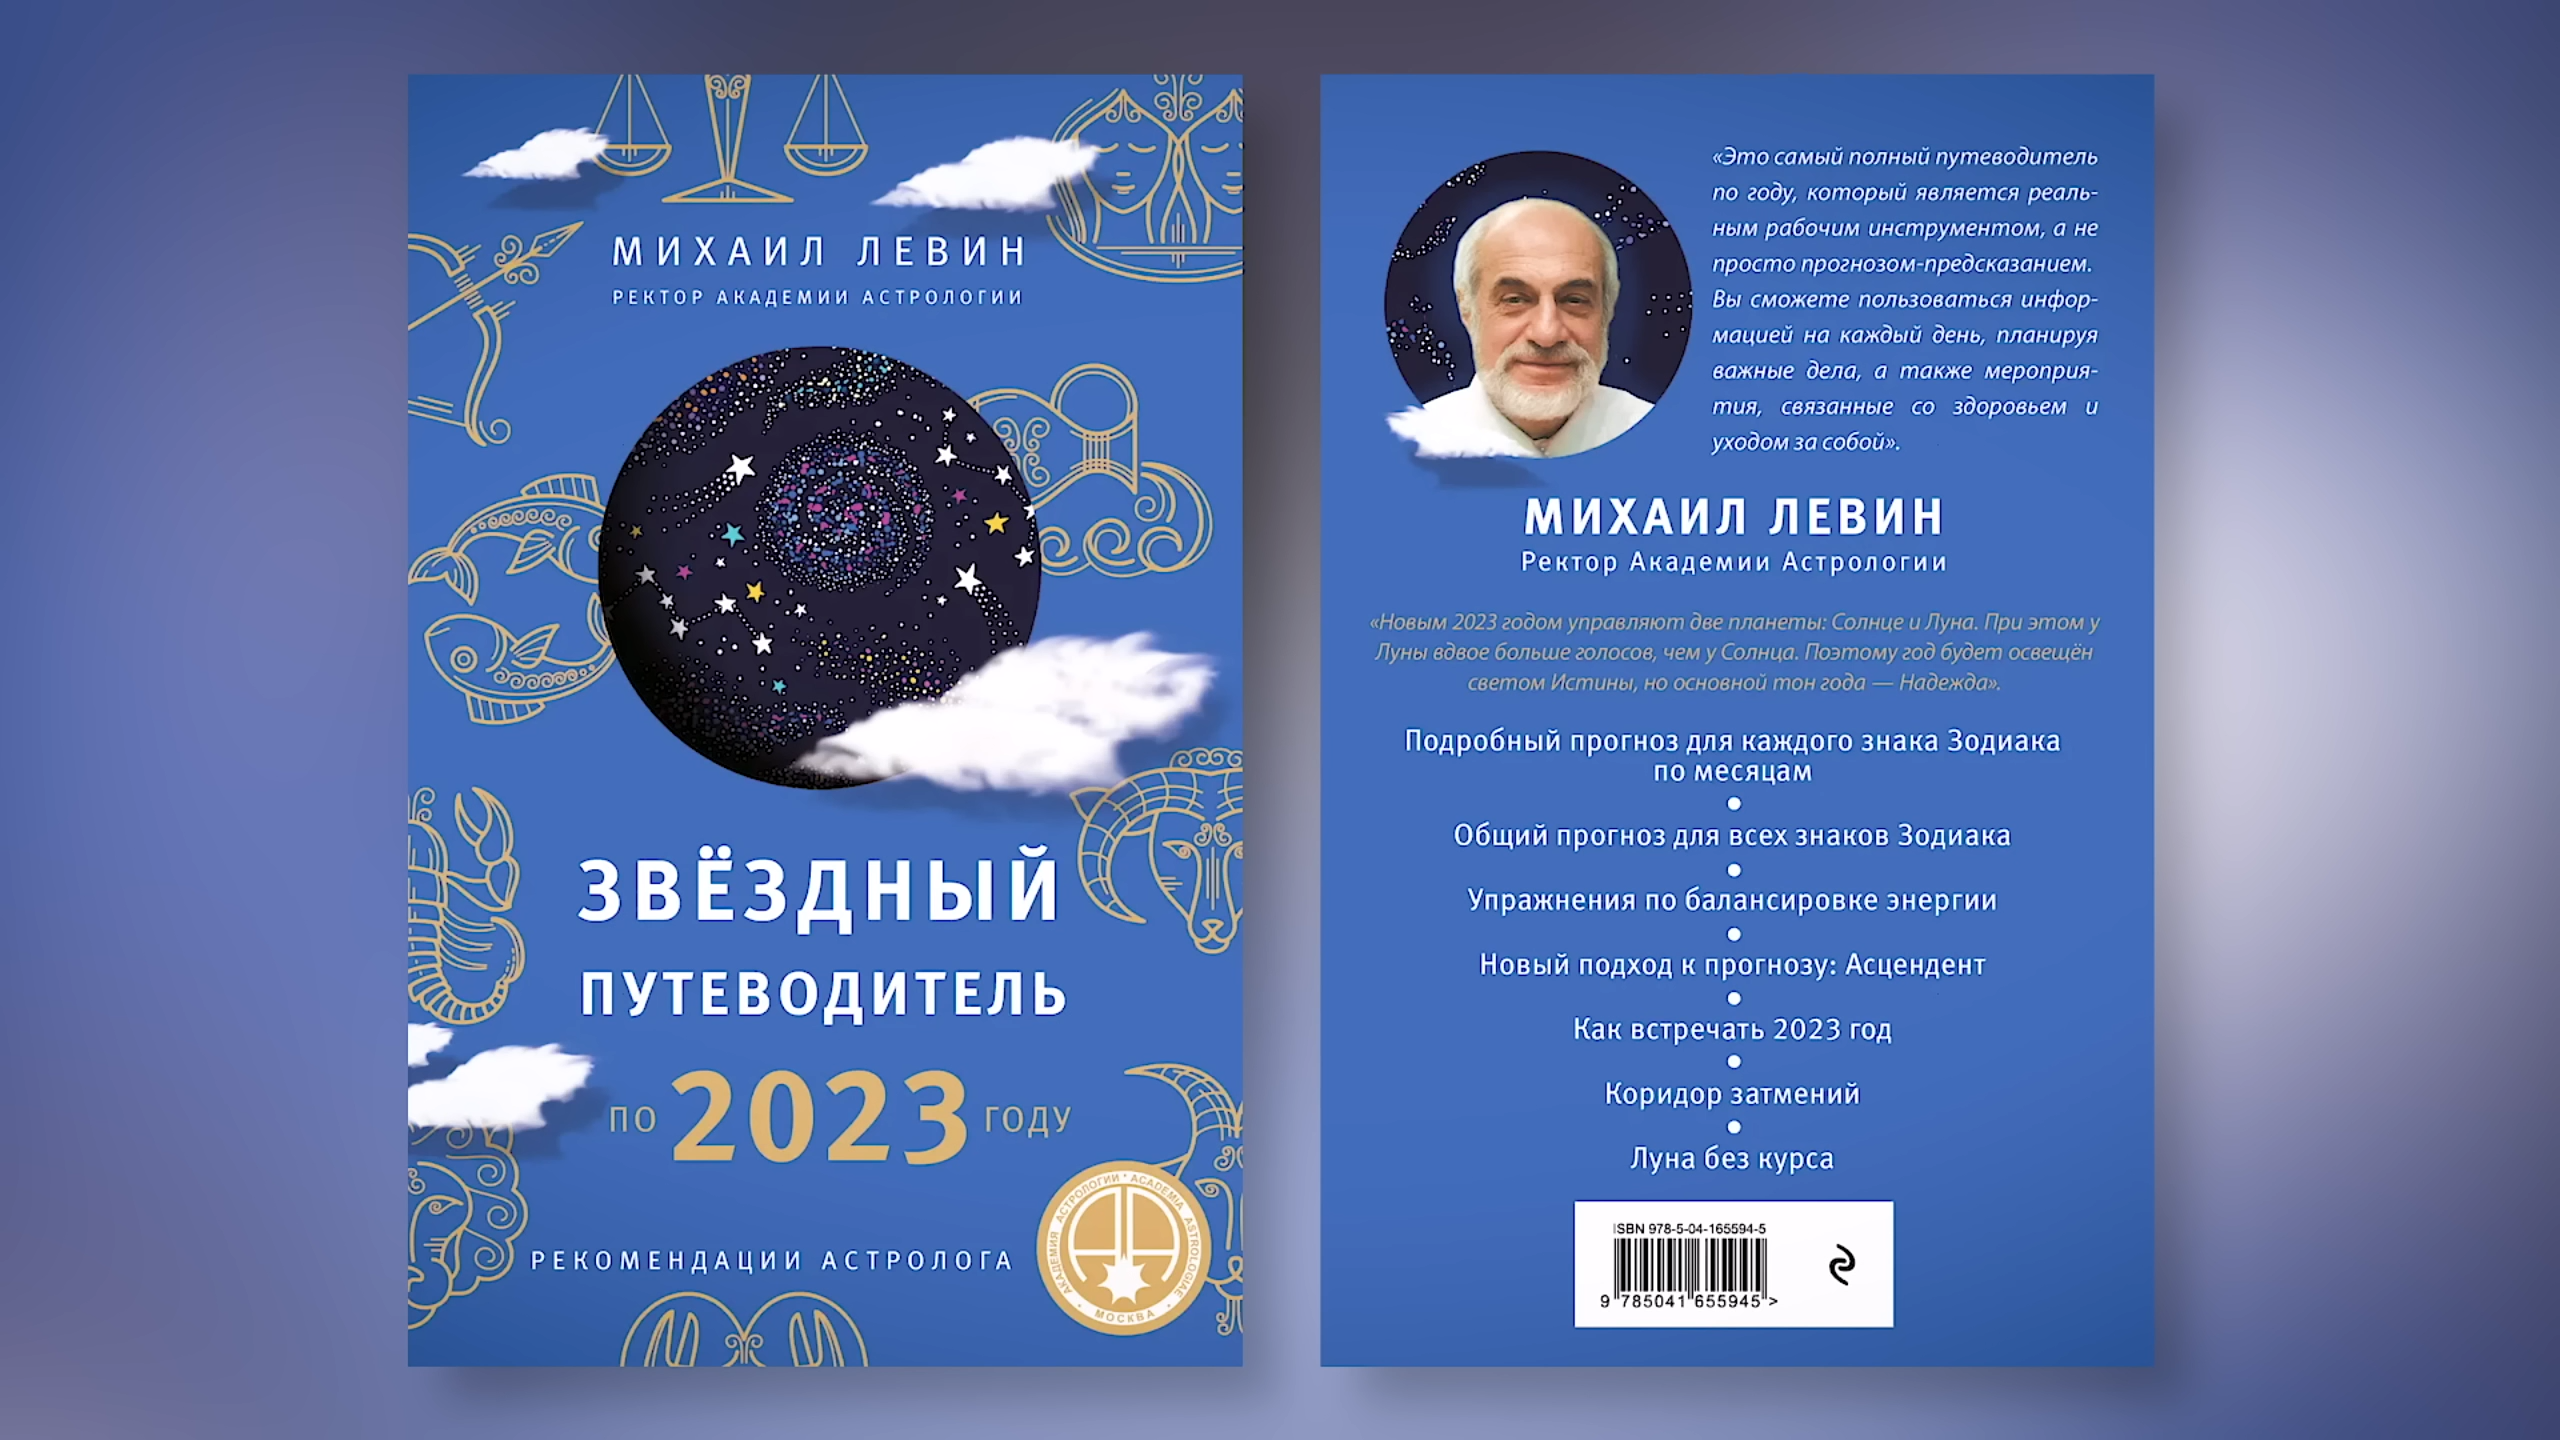 МИХАИЛ ЛЕВИН
РЕКТОР АКАДЕМИИ АСТРОЛОГИИ
ЗВЁЗДНЫЙ
ПУТЕВОДИТЕЛЬ
ПО 2023 ГОДУ
РЕКОМЕНДАЦИИ АСТРОЛОГА
АКАДЕМИЯ АСТРОЛОГИИ • ACADEMIA ASTROLOGIAE • МОСКВА •
«Это самый полный путеводитель
по году, который является реаль-
ным рабочим инструментом, а не
просто прогнозом-предсказанием.
Вы сможете пользоваться инфор-
мацией на каждый день, планируя
важные дела, а также мероприя-
тия, связанные со здоровьем и
уходом за собой».
МИХАИЛ ЛЕВИН
Ректор Академии Астрологии
«Новым 2023 годом управляют две планеты: Солнце и Луна. При этом у
Луны вдвое больше голосов, чем у Солнца. Поэтому год будет освещён
светом Истины, но основной тон года — Надежда».
Подробный прогноз для каждого знака Зодиака
по месяцам
•
Общий прогноз для всех знаков Зодиака
•
Упражнения по балансировке энергии
•
Новый подход к прогнозу: Асцендент
•
Как встречать 2023 год
•
Коридор затмений
•
Луна без курса
ISBN 978-5-04-165594-5
9 785041 655945 >